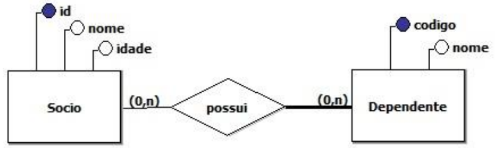 id
nome
idade
codigo
nome
Socio
(0,n)
possui
(0,n)
Dependente